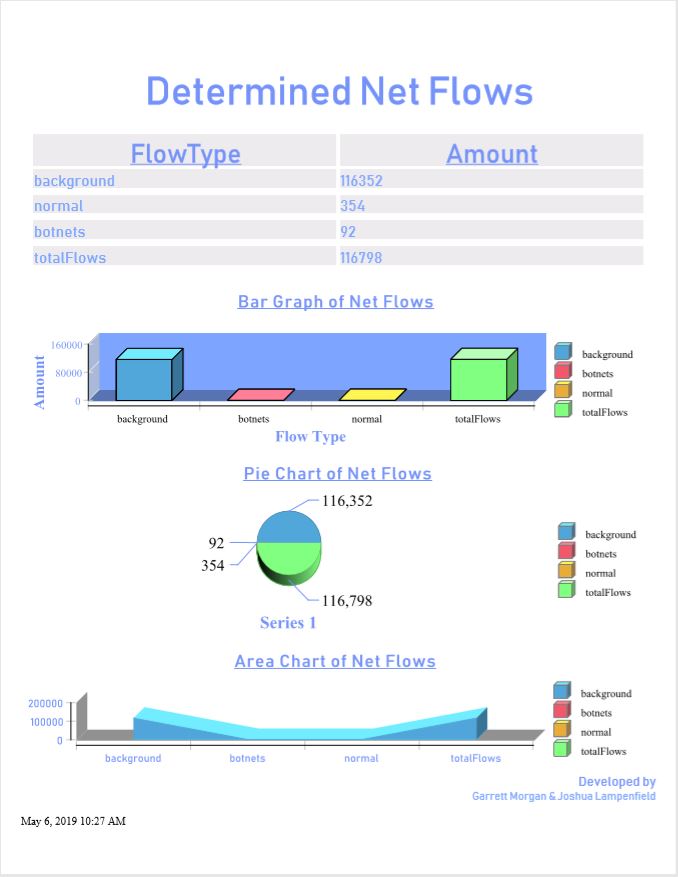 Determined Net Flows
FlowType Amount
background 116352
normal 354
botnets 92
totalFlows 116798
Bar Graph of Net Flows
160000
80000
0
Amount
background botnets normal totalFlows
Flow Type
background
botnets
normal
totalFlows
Pie Chart of Net Flows
116,352
92
354
116,798
Series 1
background
botnets
normal
totalFlows
Area Chart of Net Flows
200000
100000
0
background botnets normal totalFlows
background
botnets
normal
totalFlows
Developed by
Garrett Morgan & Joshua Lampenfield
May 6, 2019 10:27 AM